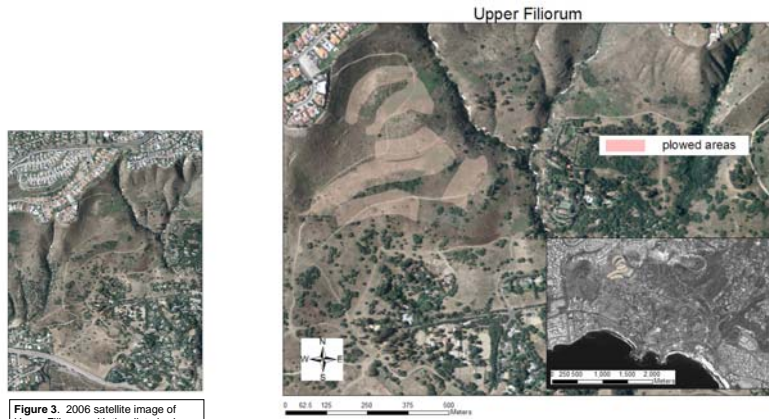 Upper Filiorum
plowed areas
N
W E
S
0 250 500 1,000 1,500 2,000
Meters
0 62.5 125 250 375 500
Meters
Figure 3. 2006 satellite image of